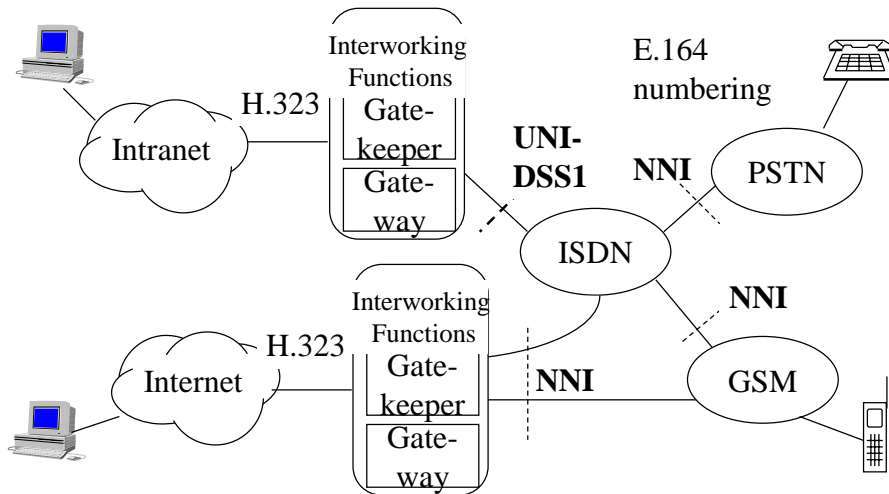 Interworking
Functions
Gate-
keeper
Gate-
way
H.323
Intranet
E.164
numbering
UNI-
DSS1
NNI
PSTN
ISDN
Interworking
Functions
Gate-
keeper
Gate-
way
H.323
Internet
NNI
NNI
GSM